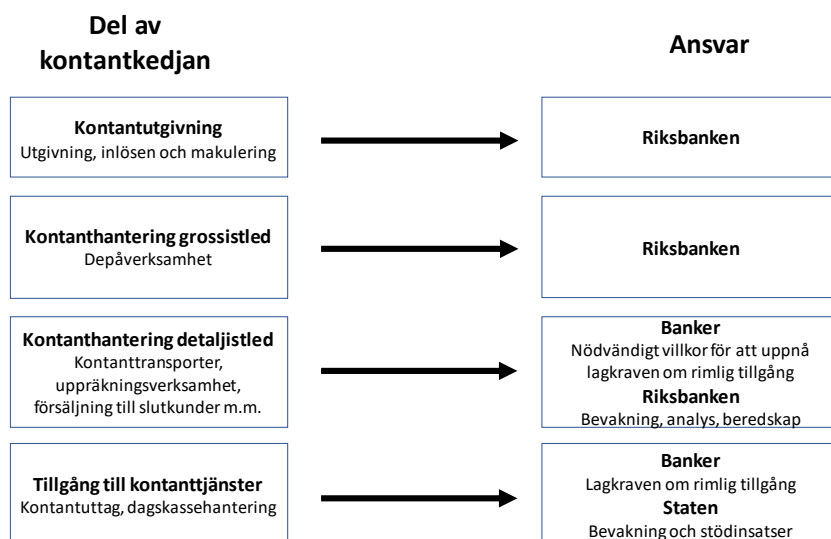 Del av
kontantkedjan
Ansvar
Kontantutgivning
Utgivning, inlösen och makulering
Riksbanken
Kontanthantering grossistled
Depåverksamhet
Riksbanken
Kontanthantering detaljistled
Kontanttransporter,
uppräkningsverksamhet,
försäljning till slutkunder m.m.
Banker
Nödvändigt villkor för att uppnå
lagkraven om rimlig tillgång
Riksbanken
Bevakning, analys, beredskap
Tillgång till kontanttjänster
Kontantuttag, dagskassehantering
Banker
Lagkraven om rimlig tillgång
Staten
Bevakning och stödinsatser